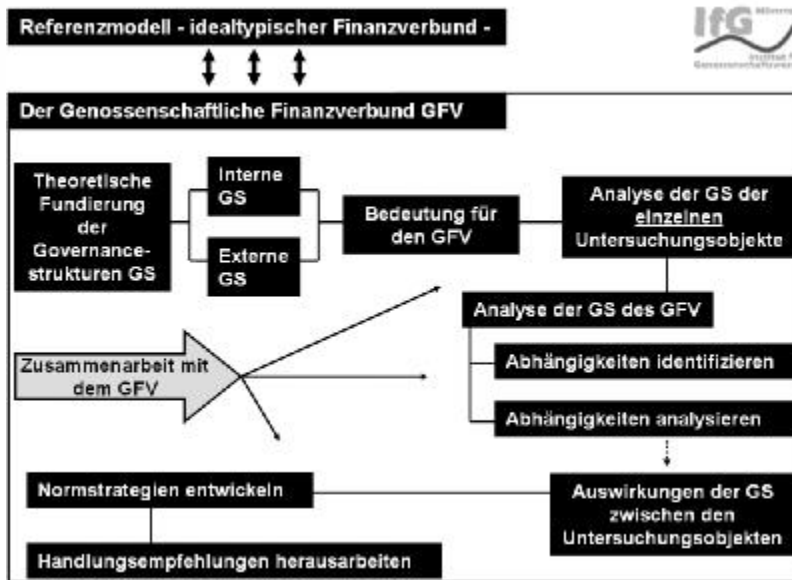 Referenzmodell - idealtypischer Finanzverbund -
IfG
Der Genossenschaftliche Finanzverbund GFV
Theoretische
Fundierung
der
Governance-
strukturen GS
Interne
GS
Externe
GS
Bedeutung für
den GFV
Analyse der GS der
einzelnen
Untersuchungsobjekte
Analyse der GS des GFV
Abhängigkeiten identifizieren
Abhängigkeiten analysieren
Zusammenarbeit mit
dem GFV
Auswirkungen der GS
zwischen den
Untersuchungsobjekten
Normstrategien entwickeln
Handlungsempfehlungen herausarbeiten